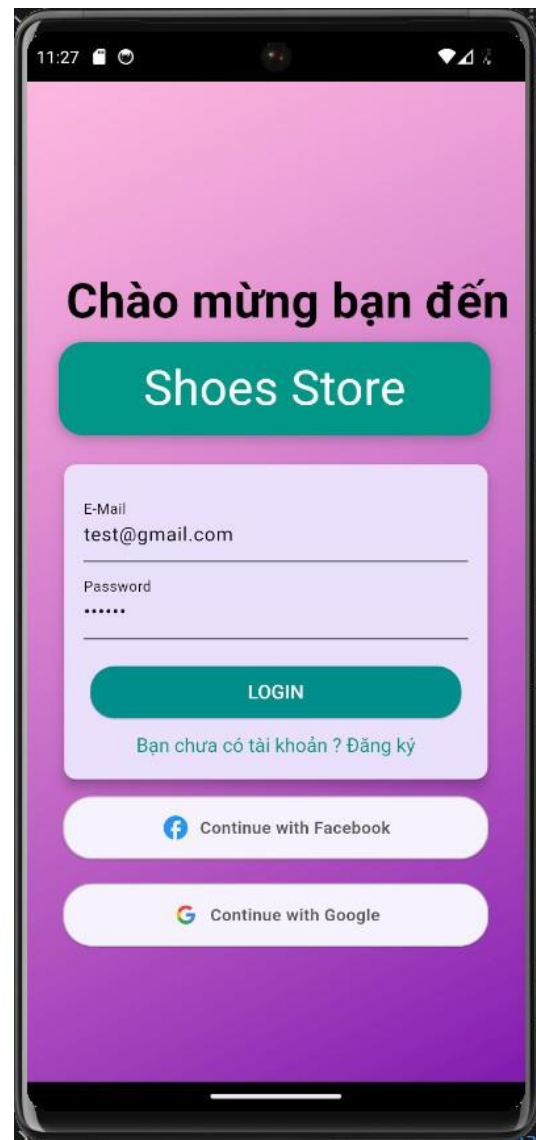 11:27
Chào mừng bạn đến
Shoes Store
E-Mail
test@gmail.com
Password
••••••
LOGIN
Bạn chưa có tài khoản ? Đăng ký
Continue with Facebook
Continue with Google